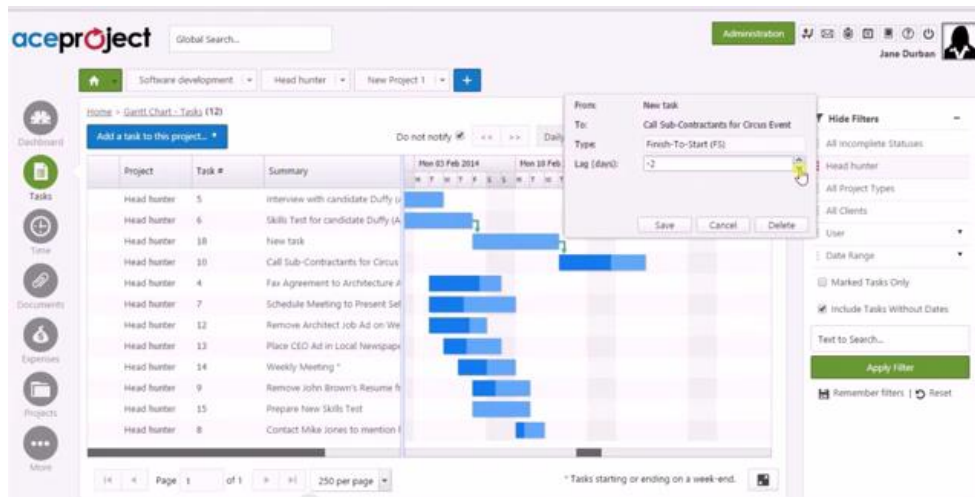 aceproject
Global Search...
Administration
Jane Durban
Software development
Head hunter
New Project 1
+
Home > Gantt Chart - Tasks (12)
Add a task to this project...
Do not notify
Daily
From: New task
To: Call Sub-Contractants for Circus Event
Type: Finish-To-Start (FS)
Lag (days): -2
Save Cancel Delete
Hide Filters
All Incomplete Statuses
Head hunter
All Project Types
All Clients
User
Date Range
Marked Tasks Only
Include Tasks Without Dates
Text to Search...
Apply Filter
Remember filters | Reset
Dashboard
Tasks
Time
Documents
Expenses
Projects
More
Project Task # Summary
Mon 03 Feb 2014 Mon 10 Feb
M T W T F S S M T W T
Head hunter 5 Interview with candidate Duffy
Head hunter 6 Skills Test for candidate Duffy (A
Head hunter 18 New task
Head hunter 10 Call Sub-Contractants for Circus
Head hunter 4 Fax Agreement to Architecture A
Head hunter 7 Schedule Meeting to Present Sel
Head hunter 12 Remove Architect Job Ad on We
Head hunter 13 Place CEO Ad in Local Newspape
Head hunter 14 Weekly Meeting *
Head hunter 9 Remove John Brown's Resume fr
Head hunter 15 Prepare New Skills Test
Head hunter 8 Contact Mike Jones to mention
Page 1 of 1
250 per page
* Tasks starting or ending on a week-end.